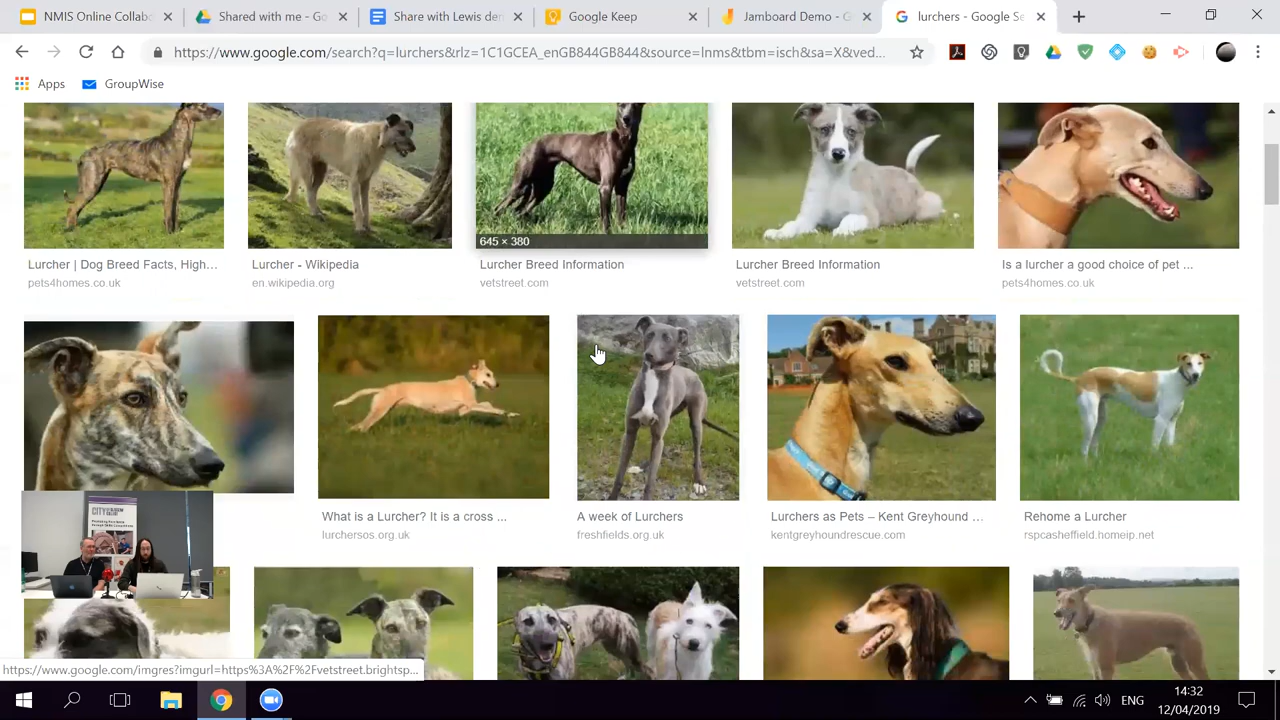 NMIS Online Collab
Shared with me - Go
Share with Lewis der
Google Keep
Jamboard Demo - G
lurchers - Google Se
https://www.google.com/search?q=lurchers&rlz=1C1GCEA_enGB844GB844&source=lnms&tbm=isch&sa=X&ved...
Apps
GroupWise
645 × 380
Lurcher | Dog Breed Facts, High...
Lurcher - Wikipedia
Lurcher Breed Information
Lurcher Breed Information
Is a lurcher a good choice of pet ...
pets4homes.co.uk
en.wikipedia.org
vetstreet.com
vetstreet.com
pets4homes.co.uk
CITY
What is a Lurcher? It is a cross ...
A week of Lurchers
Lurchers as Pets – Kent Greyhound ...
Rehome a Lurcher
lurchersos.org.uk
freshfields.org.uk
kentgreyhoundrescue.com
rspcasheffield.homeip.net
https://www.google.com/imgres?imgurl=https%3A%2F%2Fvetstreet.brightsp...
ENG
14:32
12/04/2019